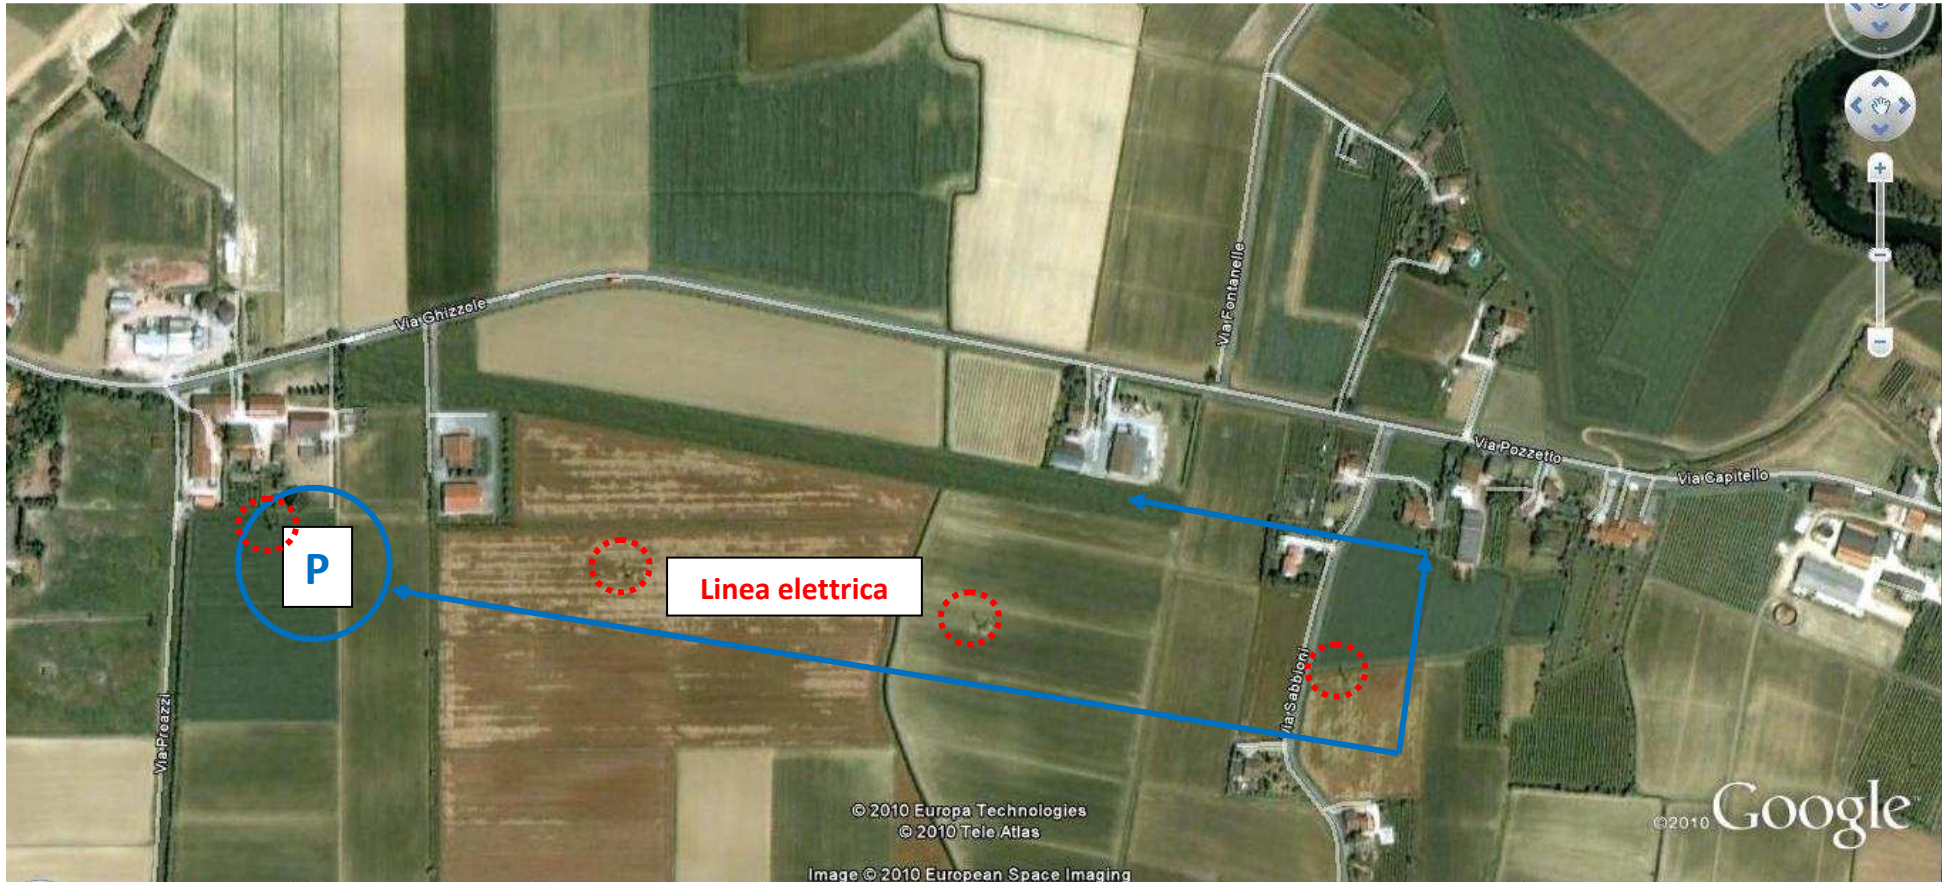 Via Fontanelle
Via Ghizzole
Via Pozzetto
Via Capitello
P
Linea elettrica
Via Sabbioni
Via Preazzi
© 2010 Europa Technologies
© 2010 Tele Atlas
©2010 Google
Image © 2010 European Space Imaging